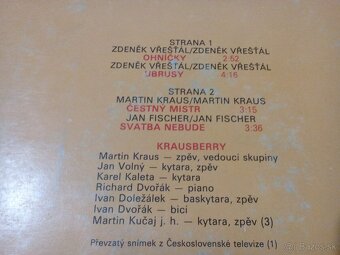 STRANA 1
ZDENĚK VŘEŠŤÁL/ZDENĚK VŘEŠŤÁL
OHNÍČKY 2:52
ZDENĚK VŘEŠŤÁL/ZDENĚK VŘEŠŤÁL
UBRUSY 4:16
STRANA 2
MARTIN KRAUS/MARTIN KRAUS
ČESTNÝ MISTR 3:15
JAN FISCHER/JAN FISCHER
SVATBA NEBUDE 3:36
KRAUSBERRY
Martin Kraus – zpěv, vedoucí skupiny
Jan Volný – kytara, zpěv
Karel Kaleta – kytara
Richard Dvořák – piano
Ivan Doležálek – baskytara, zpěv
Ivan Dvořák – bicí
Martin Kučaj j. h. – kytara, zpěv (3)
Převzatý snímek z Československé televize (1)